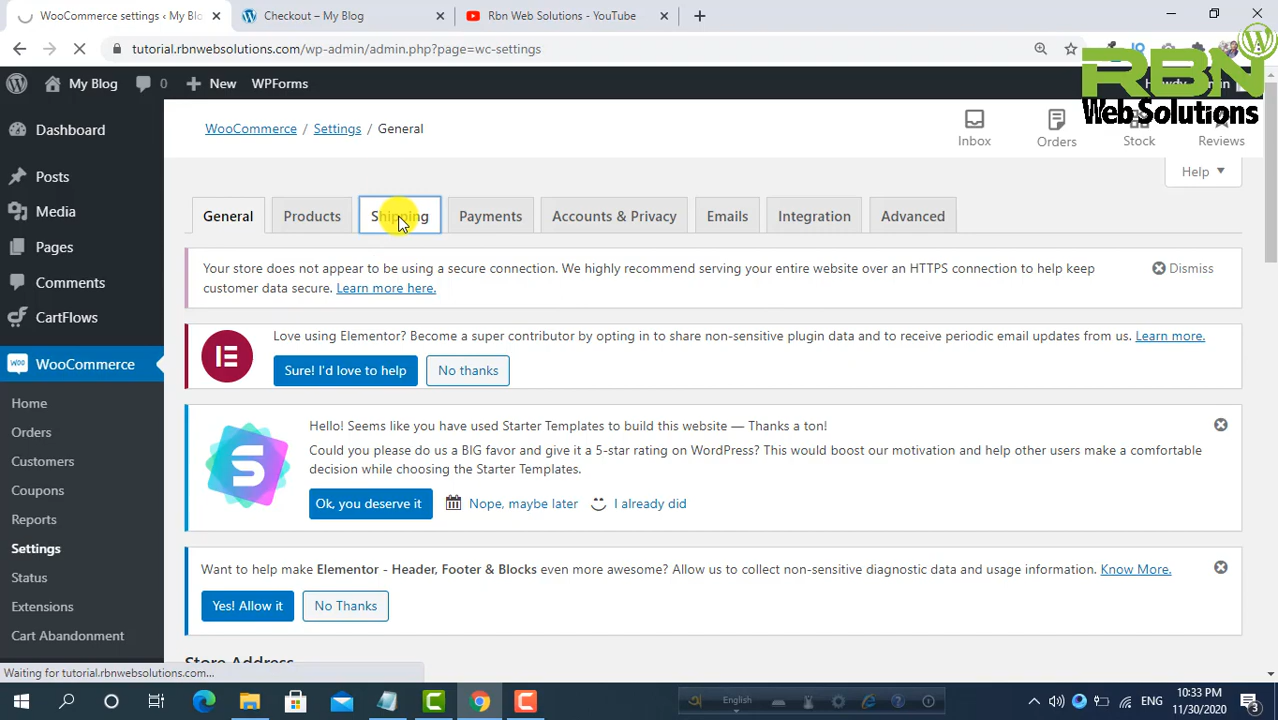 WooCommerce settings ‹ My Blo
Checkout – My Blog
Rbn Web Solutions - YouTube
tutorial.rbnwebsolutions.com/wp-admin/admin.php?page=wc-settings
My Blog
0
New
WPForms
RBN
Web Solutions
Dashboard
Posts
Media
Pages
Comments
CartFlows
WooCommerce
Home
Orders
Customers
Coupons
Reports
Settings
Status
Extensions
Cart Abandonment
WooCommerce / Settings / General
Inbox
Orders
Stock
Reviews
Help
General
Products
Shipping
Payments
Accounts & Privacy
Emails
Integration
Advanced
Your store does not appear to be using a secure connection. We highly recommend serving your entire website over an HTTPS connection to help keep
customer data secure. Learn more here.
Dismiss
Love using Elementor? Become a super contributor by opting in to share non-sensitive plugin data and to receive periodic email updates from us. Learn more.
Sure! I'd love to help
No thanks
Hello! Seems like you have used Starter Templates to build this website — Thanks a ton!
Could you please do us a BIG favor and give it a 5-star rating on WordPress? This would boost our motivation and help other users make a comfortable
decision while choosing the Starter Templates.
Ok, you deserve it
Nope, maybe later
I already did
Want to help make Elementor - Header, Footer & Blocks even more awesome? Allow us to collect non-sensitive diagnostic data and usage information. Know More.
Yes! Allow it
No Thanks
Store Address
Waiting for tutorial.rbnwebsolutions.com...
English
ENG
10:33 PM
11/30/2020
3